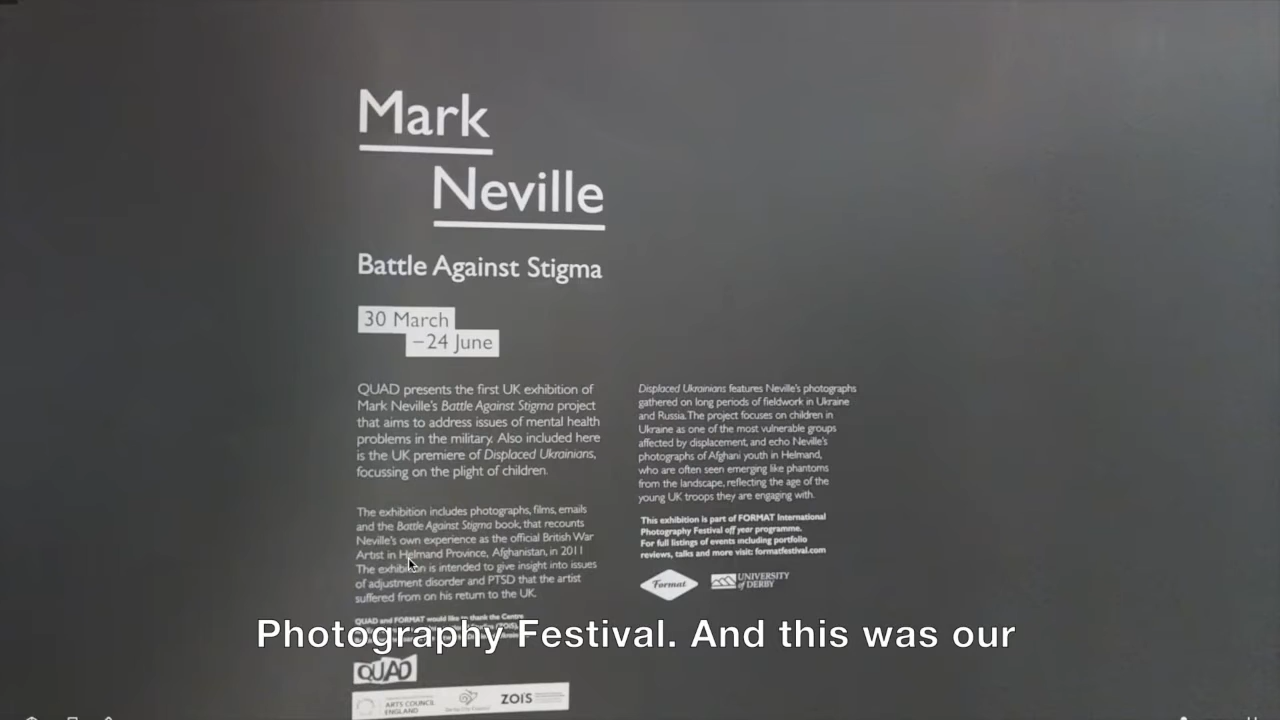 Mark
Neville
Battle Against Stigma
30 March
–24 June
QUAD presents the first UK exhibition of
Mark Neville's Battle Against Stigma project
that aims to address issues of mental health
problems in the military. Also included here
is the UK premiere of Displaced Ukrainians,
focussing on the plight of children.
The exhibition includes photographs, films, emails
and the Battle Against Stigma book, that recounts
Neville's own experience as the official British War
Artist in Helmand Province, Afghanistan, in 2011
The exhibition is intended to give insight into issues
of adjustment disorder and PTSD that the artist
suffered from on his return to the UK.
QUAD and FORMAT would like to thank the Centre
QUAD
ARTS COUNCIL
ENGLAND
ZOiS
Displaced Ukrainians features Neville's photographs
gathered on long periods of fieldwork in Ukraine
and Russia. The project focuses on children in
Ukraine as one of the most vulnerable groups
affected by displacement, and echo Neville's
photographs of Afghani youth in Helmand,
who are often seen emerging like phantoms
from the landscape, reflecting the age of the
young UK troops they are engaging with.
This exhibition is part of FORMAT International
Photography Festival off year programme.
For full listings of events including portfolio
reviews, talks and more visit: formatfestival.com
Format
UNIVERSITY
of DERBY
Photography Festival. And this was our